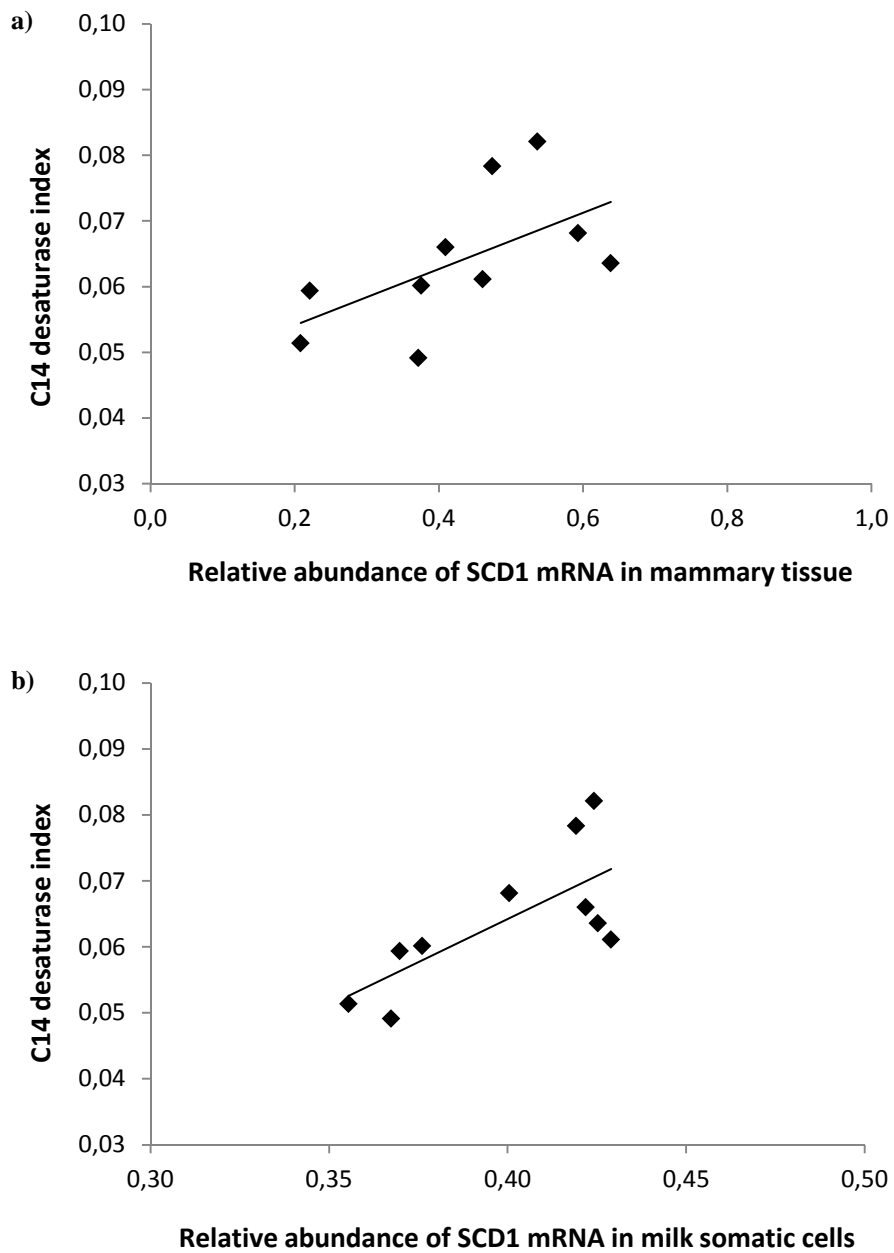 a)
0,10
0,09
0,08
0,07
0,06
0,05
0,04
0,03
C14 desaturase index
0,0 0,2 0,4 0,6 0,8 1,0
Relative abundance of SCD1 mRNA in mammary tissue
b)
0,10
0,09
0,08
0,07
0,06
0,05
0,04
0,03
C14 desaturase index
0,30 0,35 0,40 0,45 0,50
Relative abundance of SCD1 mRNA in milk somatic cells